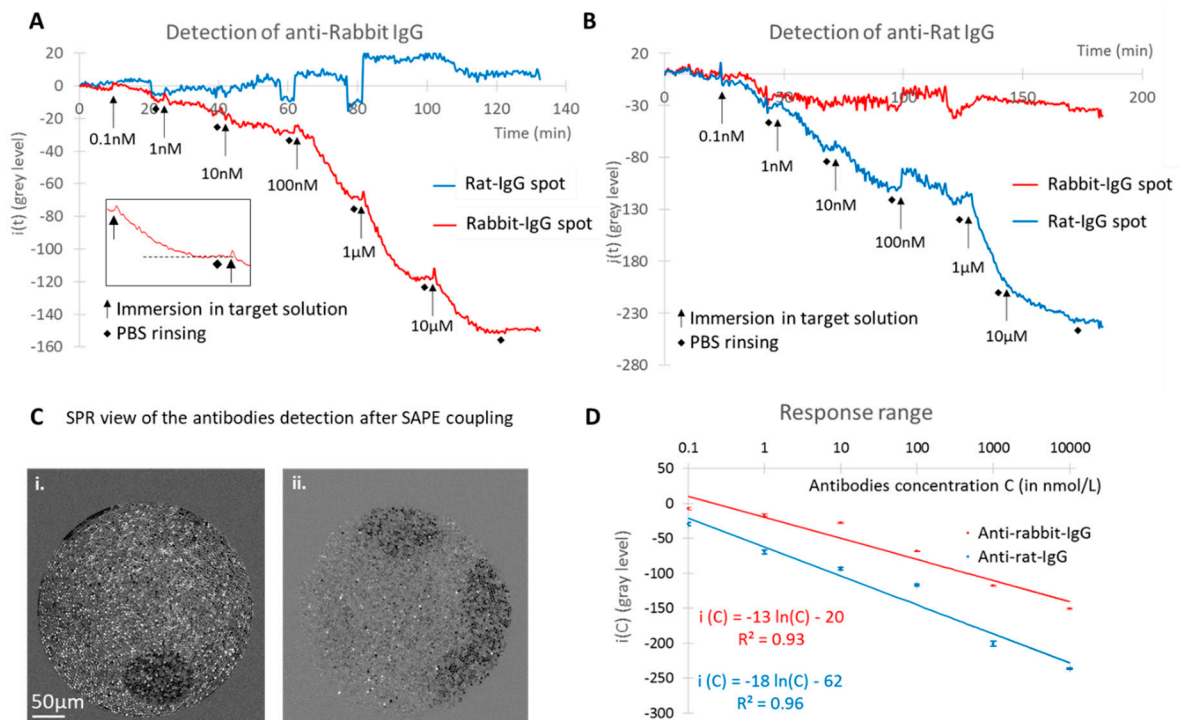 A
Detection of anti-Rabbit IgG
20
0
-20
-40
-60
-80
-100
-120
-140
-160
0
20
40
60
80
100
120
140
Time (min)
i(t) (grey level)
0.1nM
1nM
10nM
100nM
1µM
10µM
Rat-IgG spot
Rabbit-IgG spot
Immersion in target solution
PBS rinsing
B
Detection of anti-Rat IgG
20
-30
-80
-130
-180
-230
-280
0
50
100
150
200
Time (min)
i(t) (grey level)
0.1nM
1nM
10nM
100nM
1µM
10µM
Rabbit-IgG spot
Rat-IgG spot
Immersion in target solution
PBS rinsing
C SPR view of the antibodies detection after SAPE coupling
i.
50µm
ii.
D
Response range
0.1
1
10
100
1000
10000
50
0
-50
-100
-150
-200
-250
-300
Antibodies concentration C (in nmol/L)
i(C) (gray level)
Anti-rabbit-IgG
Anti-rat-IgG
i (C) = -13 ln(C) - 20
R² = 0.93
i (C) = -18 ln(C) - 62
R² = 0.96